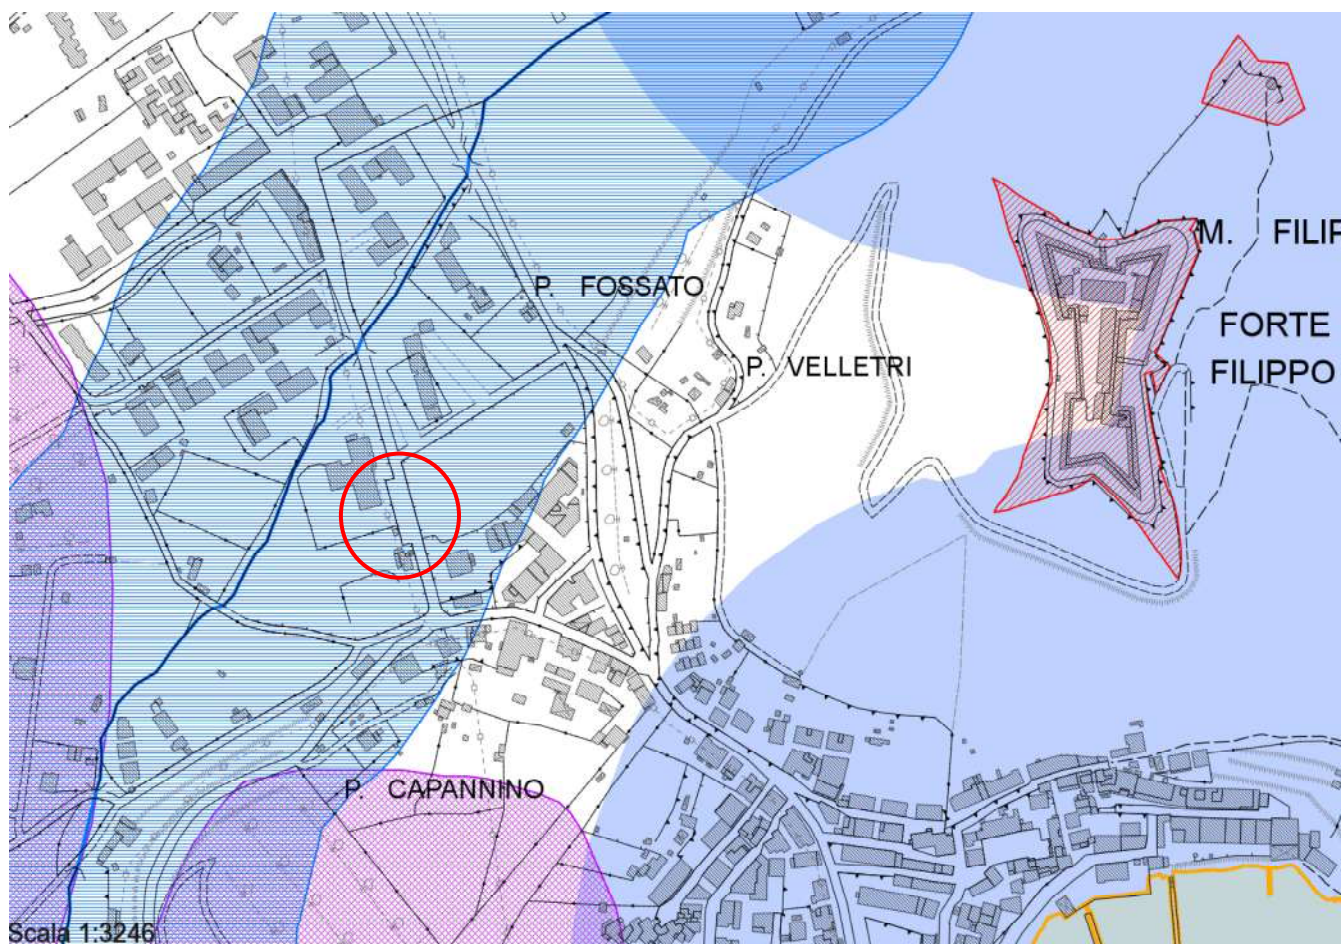 M. FILIP
P. FOSSATO
FORTE
FILIPPO
P. VELLETRI
P. CAPANNINO
Scala 1:3246